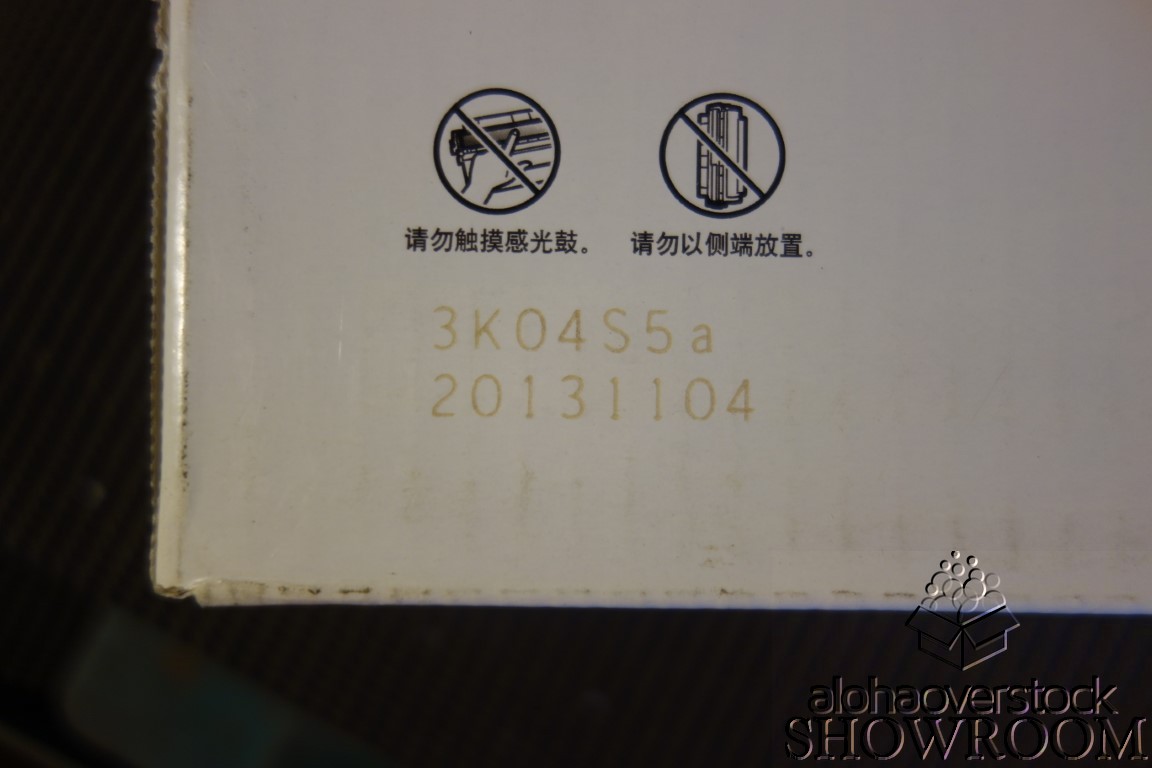 请勿触摸感光鼓。 请勿以侧端放置。
3K04S5a
20131104
alohaoverstock
SHOWROOM